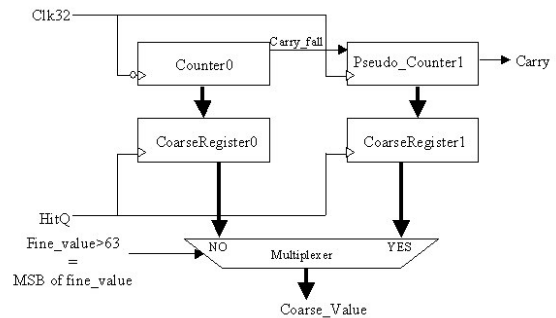 Clk32
Carry_fall
Counter0
Pseudo_Counter1
Carry
CoarseRegister0
CoarseRegister1
HitQ
Fine_value>63
=
MSB of fine_value
NO
YES
Multiplexer
Coarse_Value